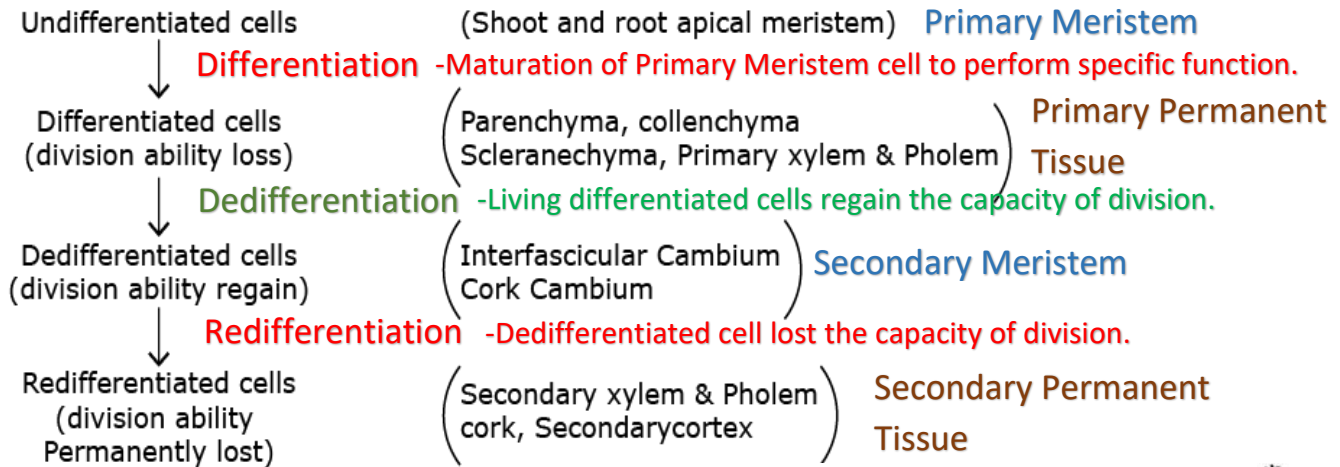 Undifferentiated cells (Shoot and root apical meristem) Primary Meristem
Differentiation -Maturation of Primary Meristem cell to perform specific function.
Differentiated cells
(division ability loss)
Parenchyma, collenchyma
Scleranechyma, Primary xylem & Pholem
Primary Permanent
Tissue
Dedifferentiation -Living differentiated cells regain the capacity of division.
Dedifferentiated cells
(division ability regain)
Interfascicular Cambium
Cork Cambium
Secondary Meristem
Redifferentiation -Dedifferentiated cell lost the capacity of division.
Redifferentiated cells
(division ability
Permanently lost)
Secondary xylem & Pholem
cork, Secondarycortex
Secondary Permanent
Tissue